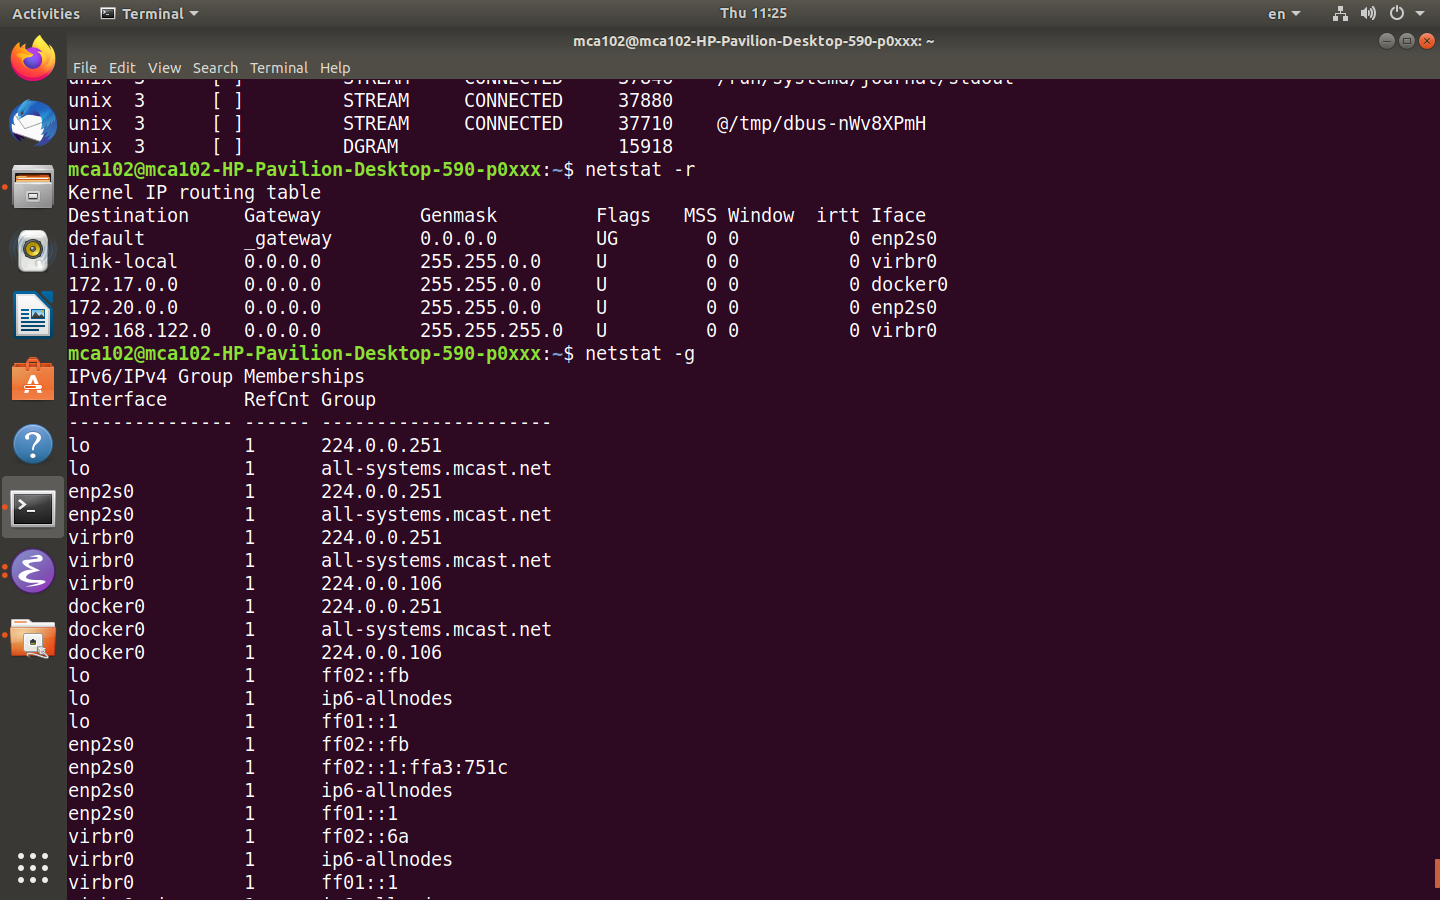 Activities Terminal Thu 11:25 en
mca102@mca102-HP-Pavilion-Desktop-590-p0xxx: ~
File Edit View Search Terminal Help
unix  3      [ ]         STREAM     CONNECTED     37840    /run/systemd/journal/stdout
unix  3      [ ]         STREAM     CONNECTED     37880
unix  3      [ ]         STREAM     CONNECTED     37710    @/tmp/dbus-nWv8XPmH
unix  3      [ ]         DGRAM                    15918
mca102@mca102-HP-Pavilion-Desktop-590-p0xxx:~$ netstat -r
Kernel IP routing table
Destination     Gateway         Genmask         Flags   MSS Window  irtt Iface
default         _gateway        0.0.0.0         UG        0 0          0 enp2s0
link-local      0.0.0.0         255.255.0.0     U         0 0          0 virbr0
172.17.0.0      0.0.0.0         255.255.0.0     U         0 0          0 docker0
172.20.0.0      0.0.0.0         255.255.0.0     U         0 0          0 enp2s0
192.168.122.0   0.0.0.0         255.255.255.0   U         0 0          0 virbr0
mca102@mca102-HP-Pavilion-Desktop-590-p0xxx:~$ netstat -g
IPv6/IPv4 Group Memberships
Interface       RefCnt Group
--------------- ------ ---------------------
lo              1      224.0.0.251
lo              1      all-systems.mcast.net
enp2s0          1      224.0.0.251
enp2s0          1      all-systems.mcast.net
virbr0          1      224.0.0.251
virbr0          1      all-systems.mcast.net
virbr0          1      224.0.0.106
docker0         1      224.0.0.251
docker0         1      all-systems.mcast.net
docker0         1      224.0.0.106
lo              1      ff02::fb
lo              1      ip6-allnodes
lo              1      ff01::1
enp2s0          1      ff02::fb
enp2s0          1      ff02::1:ffa3:751c
enp2s0          1      ip6-allnodes
enp2s0          1      ff01::1
virbr0          1      ff02::6a
virbr0          1      ip6-allnodes
virbr0          1      ff01::1